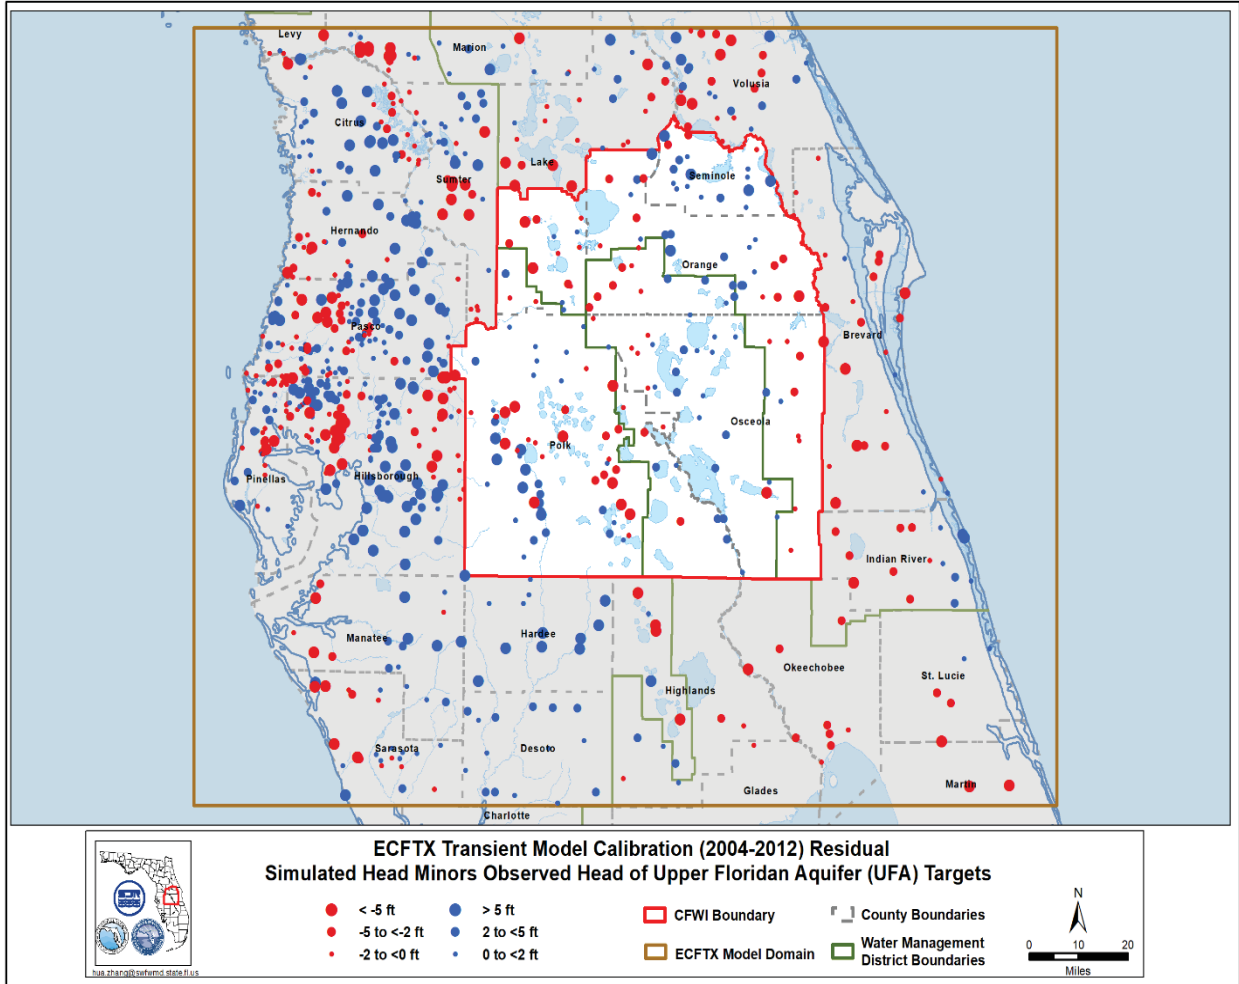 Levy
Marion
Volusia
Citrus
Lake
Sumter
Seminole
Hernando
Orange
Pasco
Brevard
Osceola
Polk
Pinellas
Hillsborough
Indian River
Manatee
Hardee
Okeechobee
St. Lucie
Highlands
Sarasota
Desoto
Glades
Martin
Charlotte
ECFTX Transient Model Calibration (2004-2012) Residual
Simulated Head Minors Observed Head of Upper Floridan Aquifer (UFA) Targets
< -5 ft
> 5 ft
CFWI Boundary
County Boundaries
N
-5 to <-2 ft
2 to <5 ft
-2 to <0 ft
0 to <2 ft
ECFTX Model Domain
Water Management
District Boundaries
0 10 20
Miles
hua.zhang@swfwmd.state.fl.us